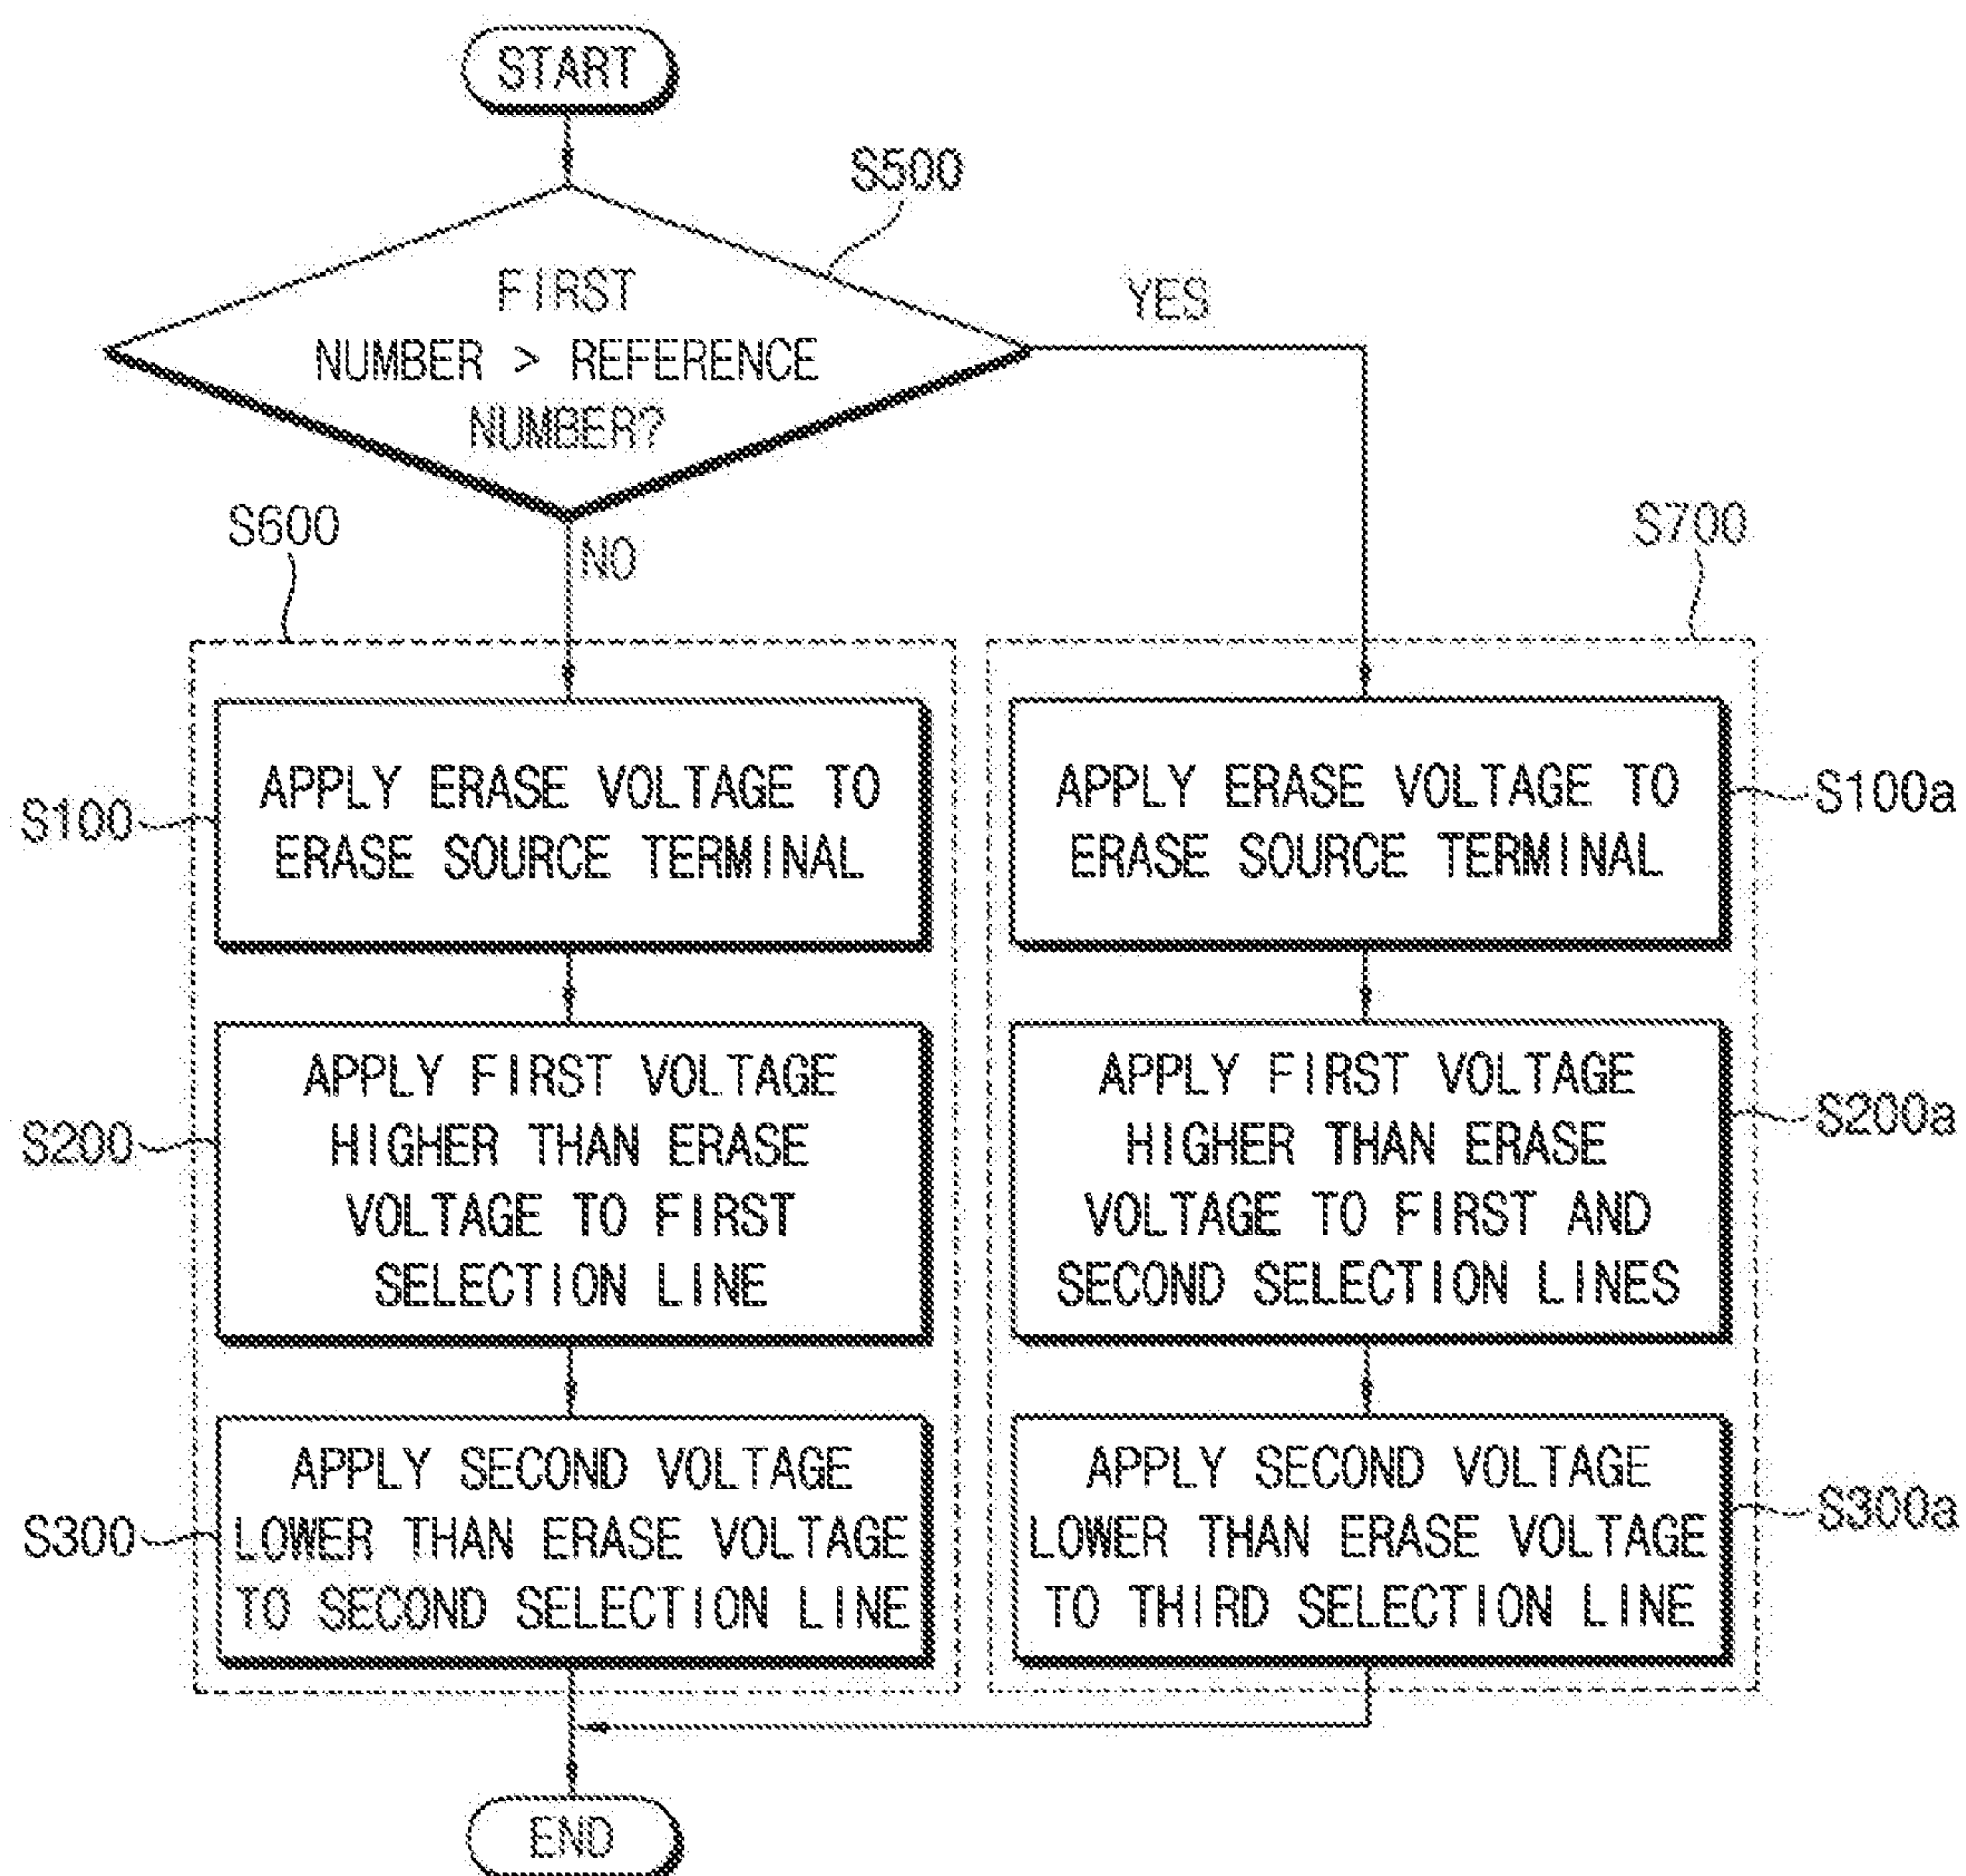 START
S500
FIRST
NUMBER > REFERENCE
NUMBER?
YES
NO
S600
S700
S100
APPLY ERASE VOLTAGE TO
ERASE SOURCE TERMINAL
APPLY ERASE VOLTAGE TO
ERASE SOURCE TERMINAL
S100a
S200
APPLY FIRST VOLTAGE
HIGHER THAN ERASE
VOLTAGE TO FIRST
SELECTION LINE
APPLY FIRST VOLTAGE
HIGHER THAN ERASE
VOLTAGE TO FIRST AND
SECOND SELECTION LINES
S200a
S300
APPLY SECOND VOLTAGE
LOWER THAN ERASE VOLTAGE
TO SECOND SELECTION LINE
APPLY SECOND VOLTAGE
LOWER THAN ERASE VOLTAGE
TO THIRD SELECTION LINE
S300a
END